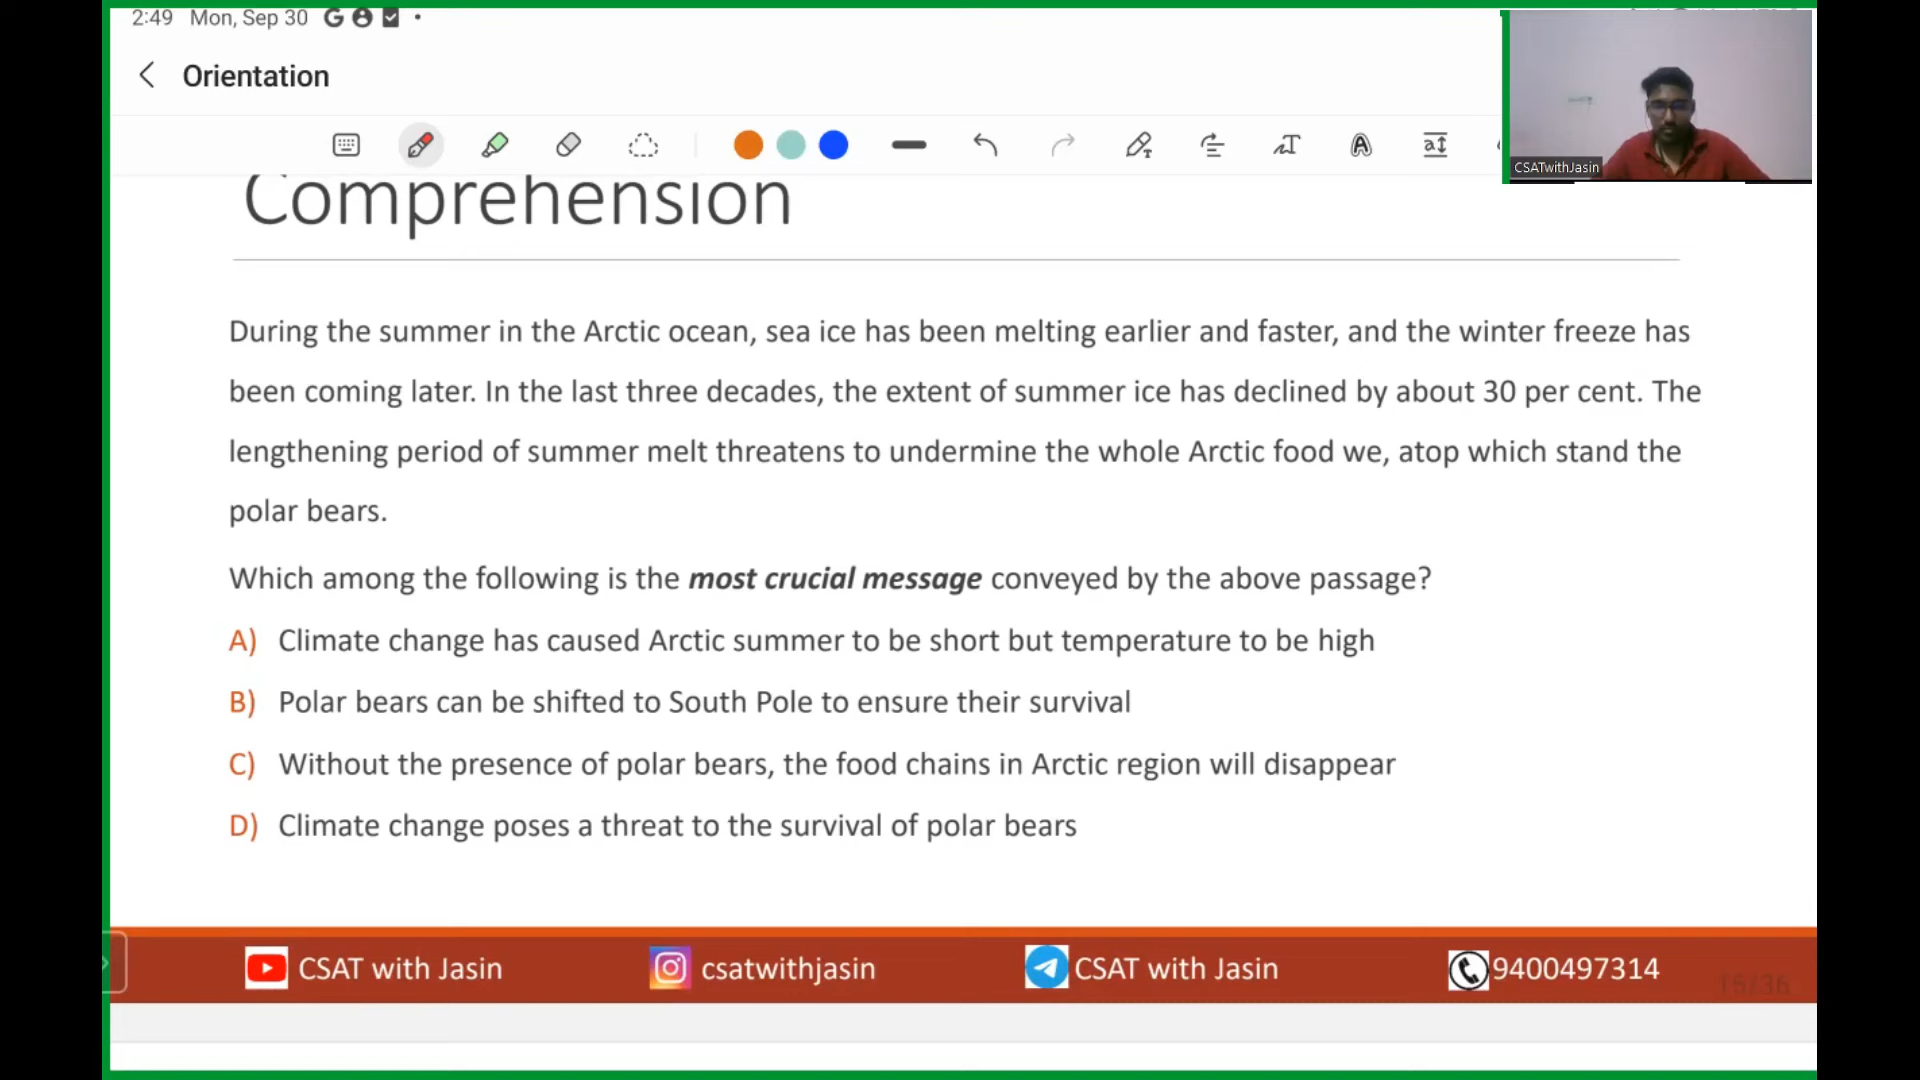 2:49 Mon, Sep 30
Orientation
CSATwithJasin
Comprehension
During the summer in the Arctic ocean, sea ice has been melting earlier and faster, and the winter freeze has
been coming later. In the last three decades, the extent of summer ice has declined by about 30 per cent. The
lengthening period of summer melt threatens to undermine the whole Arctic food we, atop which stand the
polar bears.
Which among the following is the most crucial message conveyed by the above passage?
A) Climate change has caused Arctic summer to be short but temperature to be high
B) Polar bears can be shifted to South Pole to ensure their survival
C) Without the presence of polar bears, the food chains in Arctic region will disappear
D) Climate change poses a threat to the survival of polar bears
CSAT with Jasin csatwithjasin CSAT with Jasin 9400497314
15/36